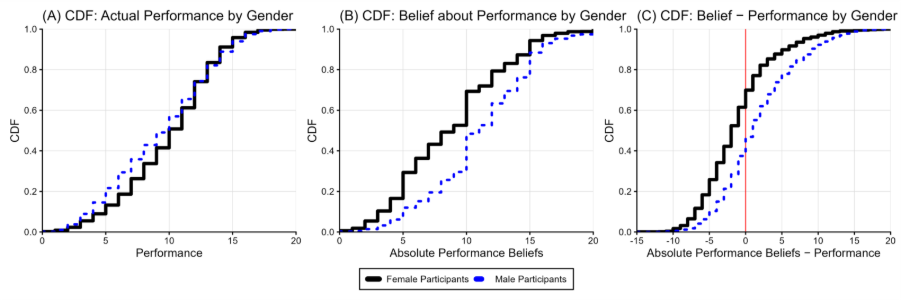 (A) CDF: Actual Performance by Gender
CDF
1.0
0.8
0.6
0.4
0.2
0.0
0 5 10 15 20
Performance
(B) CDF: Belief about Performance by Gender
CDF
1.0
0.8
0.6
0.4
0.2
0.0
0 5 10 15 20
Absolute Performance Beliefs
(C) CDF: Belief − Performance by Gender
CDF
1.0
0.8
0.6
0.4
0.2
0.0
-15 -10 -5 0 5 10 15 20
Absolute Performance Beliefs − Performance
Female Participants Male Participants